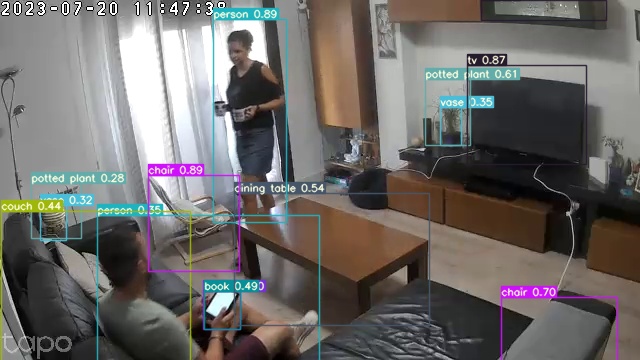 2023-07-20 11:47:38
person 0.89
tv 0.87
potted plant 0.61
vase 0.35
chair 0.89
potted plant 0.28
dining table 0.54
vase 0.32
couch 0.44
person 0.35
book 0.49
chair 0.70
tapo